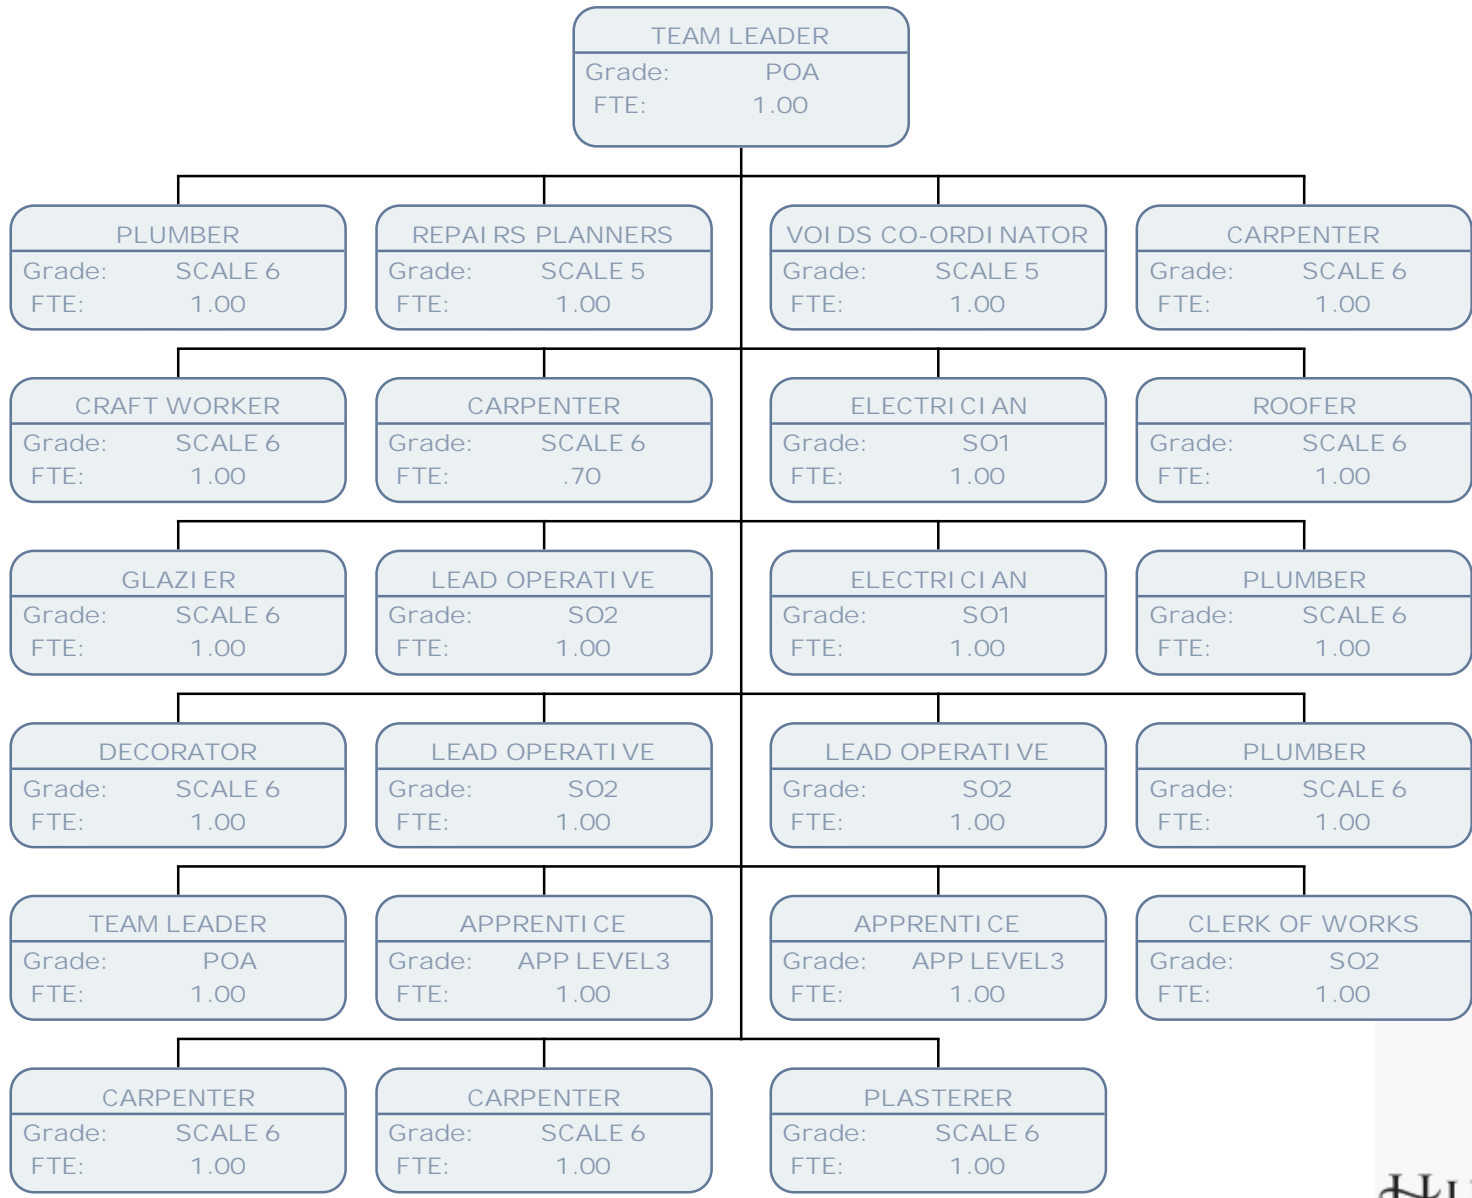 TEAM LEADER
Grade: POA
FTE: 1.00
PLUMBER
Grade: SCALE 6
FTE: 1.00
REPAIRS PLANNERS
Grade: SCALE 5
FTE: 1.00
VOIDS CO-ORDINATOR
Grade: SCALE 5
FTE: 1.00
CARPENTER
Grade: SCALE 6
FTE: 1.00
CRAFT WORKER
Grade: SCALE 6
FTE: 1.00
CARPENTER
Grade: SCALE 6
FTE: .70
ELECTRICIAN
Grade: SO1
FTE: 1.00
ROOFER
Grade: SCALE 6
FTE: 1.00
GLAZIER
Grade: SCALE 6
FTE: 1.00
LEAD OPERATIVE
Grade: SO2
FTE: 1.00
ELECTRICIAN
Grade: SO1
FTE: 1.00
PLUMBER
Grade: SCALE 6
FTE: 1.00
DECORATOR
Grade: SCALE 6
FTE: 1.00
LEAD OPERATIVE
Grade: SO2
FTE: 1.00
LEAD OPERATIVE
Grade: SO2
FTE: 1.00
PLUMBER
Grade: SCALE 6
FTE: 1.00
TEAM LEADER
Grade: POA
FTE: 1.00
APPRENTICE
Grade: APP LEVEL3
FTE: 1.00
APPRENTICE
Grade: APP LEVEL3
FTE: 1.00
CLERK OF WORKS
Grade: SO2
FTE: 1.00
CARPENTER
Grade: SCALE 6
FTE: 1.00
CARPENTER
Grade: SCALE 6
FTE: 1.00
PLASTERER
Grade: SCALE 6
FTE: 1.00